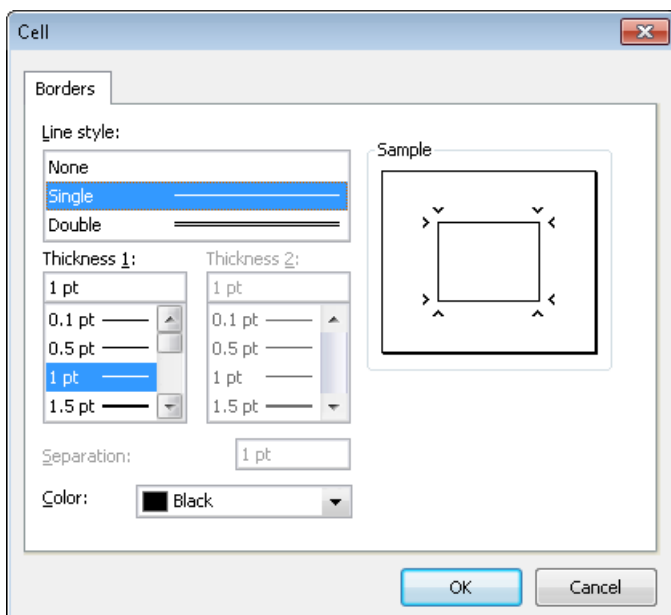 Cell
Borders
Line style:
None
Single
Double
Sample
Thickness 1:
1 pt
0.1 pt
0.5 pt
1 pt
1.5 pt
Thickness 2:
1 pt
0.1 pt
0.5 pt
1 pt
1.5 pt
Separation:
1 pt
Color:
Black
OK
Cancel